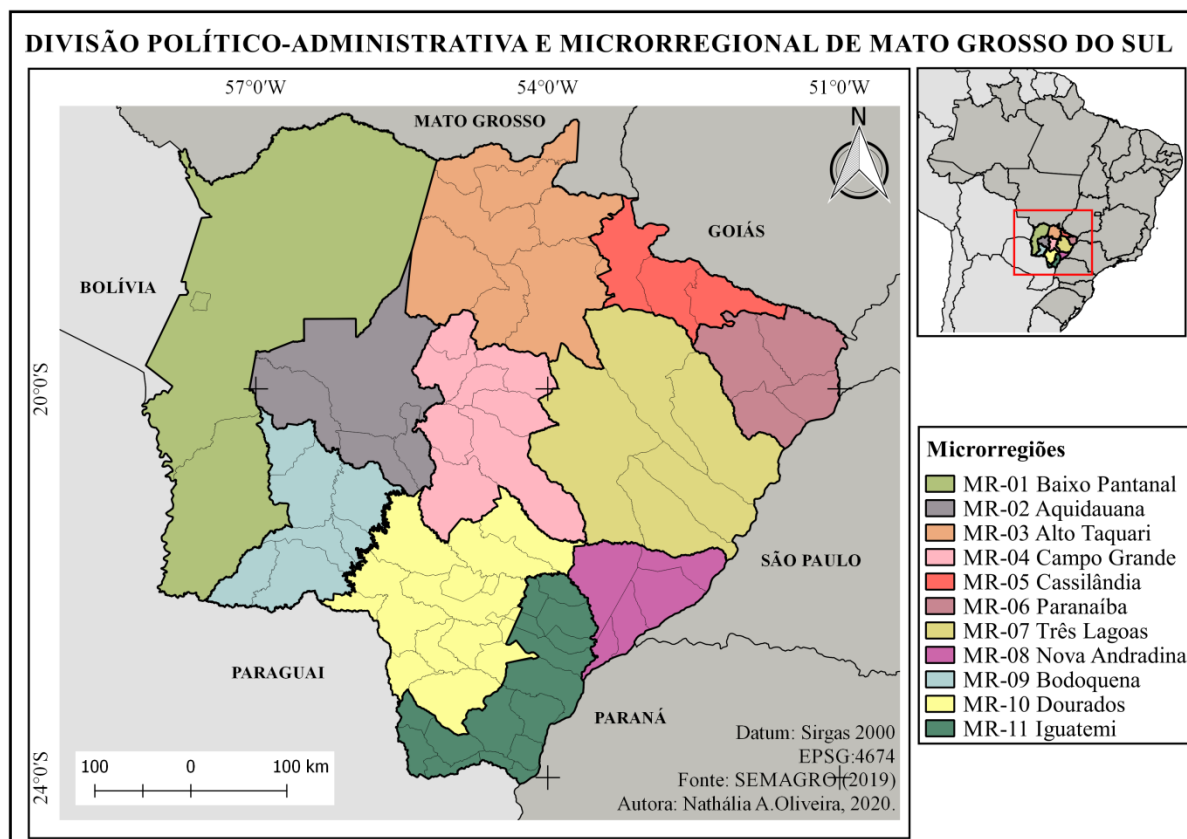 DIVISÃO POLÍTICO-ADMINISTRATIVA E MICRORREGIONAL DE MATO GROSSO DO SUL
57°0'W 54°0'W 51°0'W
MATO GROSSO
N
GOIÁS
BOLÍVIA
20°0'S
SÃO PAULO
PARAGUAI
PARANÁ
24°0'S
100 0 100 km
Datum: Sirgas 2000
EPSG:4674
Fonte: SEMAGRO (2019)
Autora: Nathália A.Oliveira, 2020.
Microrregiões
MR-01 Baixo Pantanal
MR-02 Aquidauana
MR-03 Alto Taquari
MR-04 Campo Grande
MR-05 Cassilândia
MR-06 Paranaíba
MR-07 Três Lagoas
MR-08 Nova Andradina
MR-09 Bodoquena
MR-10 Dourados
MR-11 Iguatemi